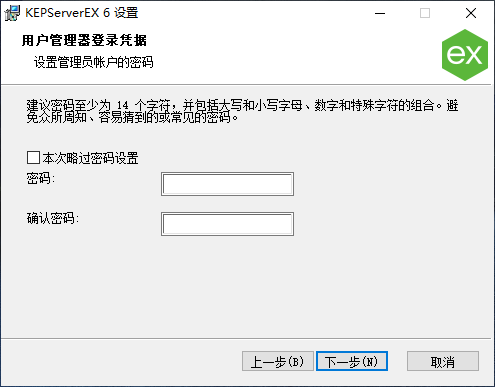 KEPServerEX 6 设置
用户管理器登录凭据
设置管理员帐户的密码
ex
建议密码至少为 14 个字符，并包括大写和小写字母、数字和特殊字符的组合。避
免众所周知、容易猜到的或常见的密码。
本次略过密码设置
密码:
确认密码:
上一步(B)
下一步(N)
取消